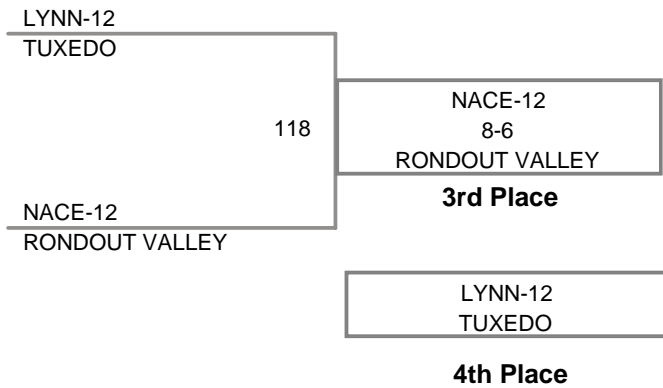 LYNN-12
TUXEDO
118
NACE-12
8-6
RONDOUT VALLEY
3rd Place
NACE-12
RONDOUT VALLEY
LYNN-12
TUXEDO
4th Place